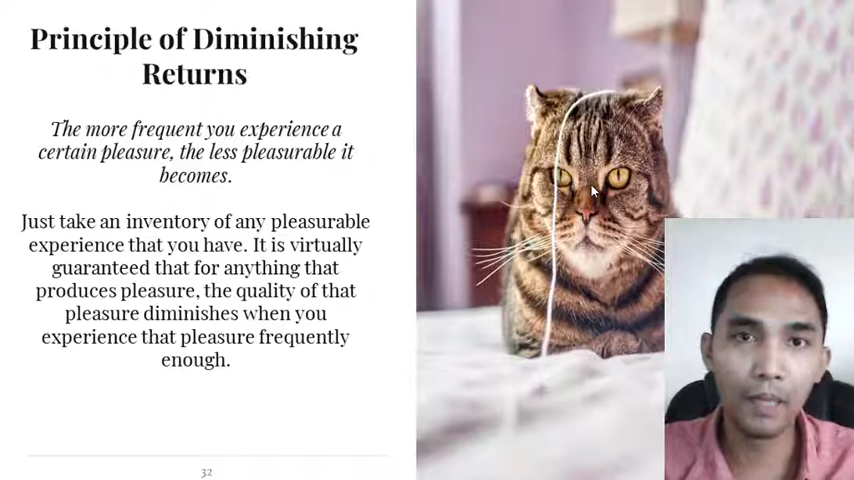 Principle of Diminishing
Returns
The more frequent you experience a
certain pleasure, the less pleasurable it
becomes.
Just take an inventory of any pleasurable
experience that you have. It is virtually
guaranteed that for anything that
produces pleasure, the quality of that
pleasure diminishes when you
experience that pleasure frequently
enough.
32